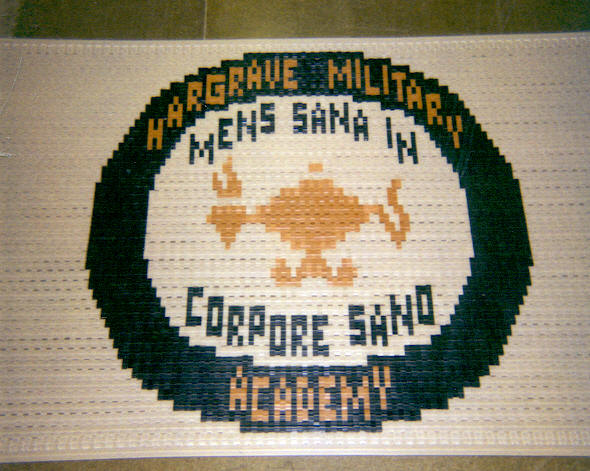 HARGRAVE MILITARY
MENS SANA IN
CORPORE SANO
ACADEMY